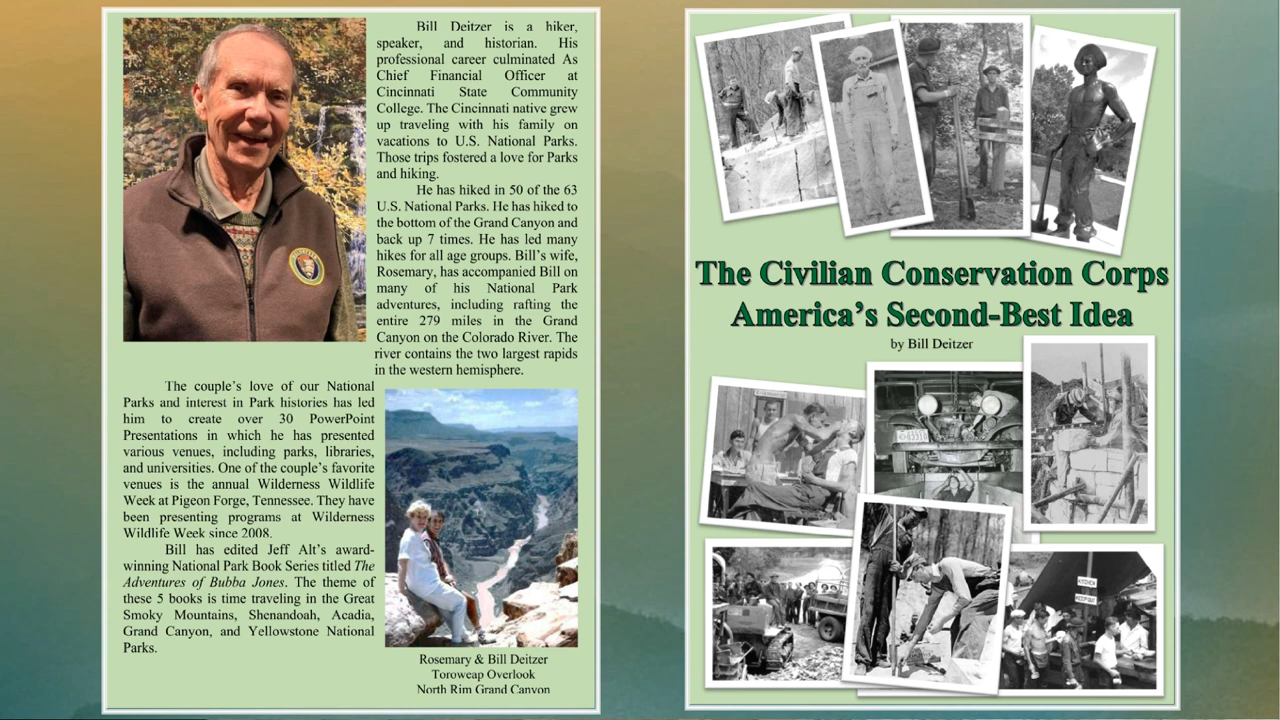 Bill Deitzer is a hiker,
speaker, and historian. His
professional career culminated As
Chief Financial Officer at
Cincinnati State Community
College. The Cincinnati native grew
up traveling with his family on
vacations to U.S. National Parks.
Those trips fostered a love for Parks
and hiking.
He has hiked in 50 of the 63
U.S. National Parks. He has hiked to
the bottom of the Grand Canyon and
back up 7 times. He has led many
hikes for all age groups. Bill's wife,
Rosemary, has accompanied Bill on
many of his National Park
adventures, including rafting the
entire 279 miles in the Grand
Canyon on the Colorado River. The
river contains the two largest rapids
in the western hemisphere.
The couple's love of our National
Parks and interest in Park histories has led
him to create over 30 PowerPoint
Presentations in which he has presented
various venues, including parks, libraries,
and universities. One of the couple's favorite
venues is the annual Wilderness Wildlife
Week at Pigeon Forge, Tennessee. They have
been presenting programs at Wilderness
Wildlife Week since 2008.
Bill has edited Jeff Alt's award-
winning National Park Book Series titled The
Adventures of Bubba Jones. The theme of
these 5 books is time traveling in the Great
Smoky Mountains, Shenandoah, Acadia,
Grand Canyon, and Yellowstone National
Parks.
Rosemary & Bill Deitzer
Toroweap Overlook
North Rim Grand Canyon
The Civilian Conservation Corps
America's Second-Best Idea
by Bill Deitzer
KITCHEN
KEEP OUT